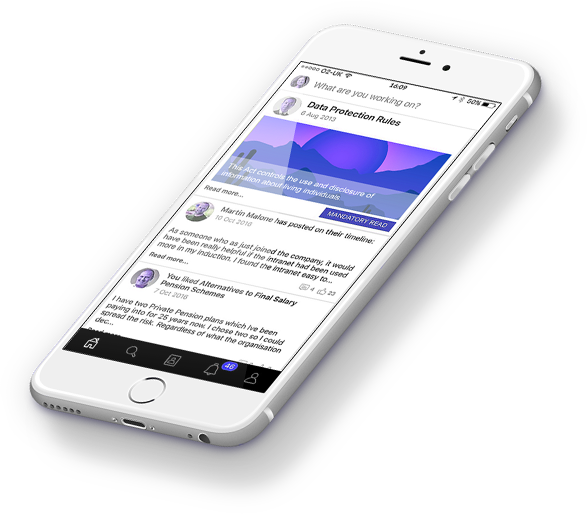 O2-UK 16:09 50%
What are you working on?
Data Protection Rules
6 Aug 2013
This Act controls the use and disclosure of
information about living individuals
Read more...
MANDATORY READ
Martin Malone has posted on their timeline:
10 Oct 2016
As someone who as just joined the company, it would
have been really helpful if the intranet had been used
more in my induction. I found the intranet easy to...
Read more...
4 23
You liked Alternatives to Final Salary
Pension Schemes
7 Oct 2016
I have two Private Pension plans which Ive been
paying into for 25 years now. I chose two so I could
spread the risk. Regardless of what the organisation
dec...
46